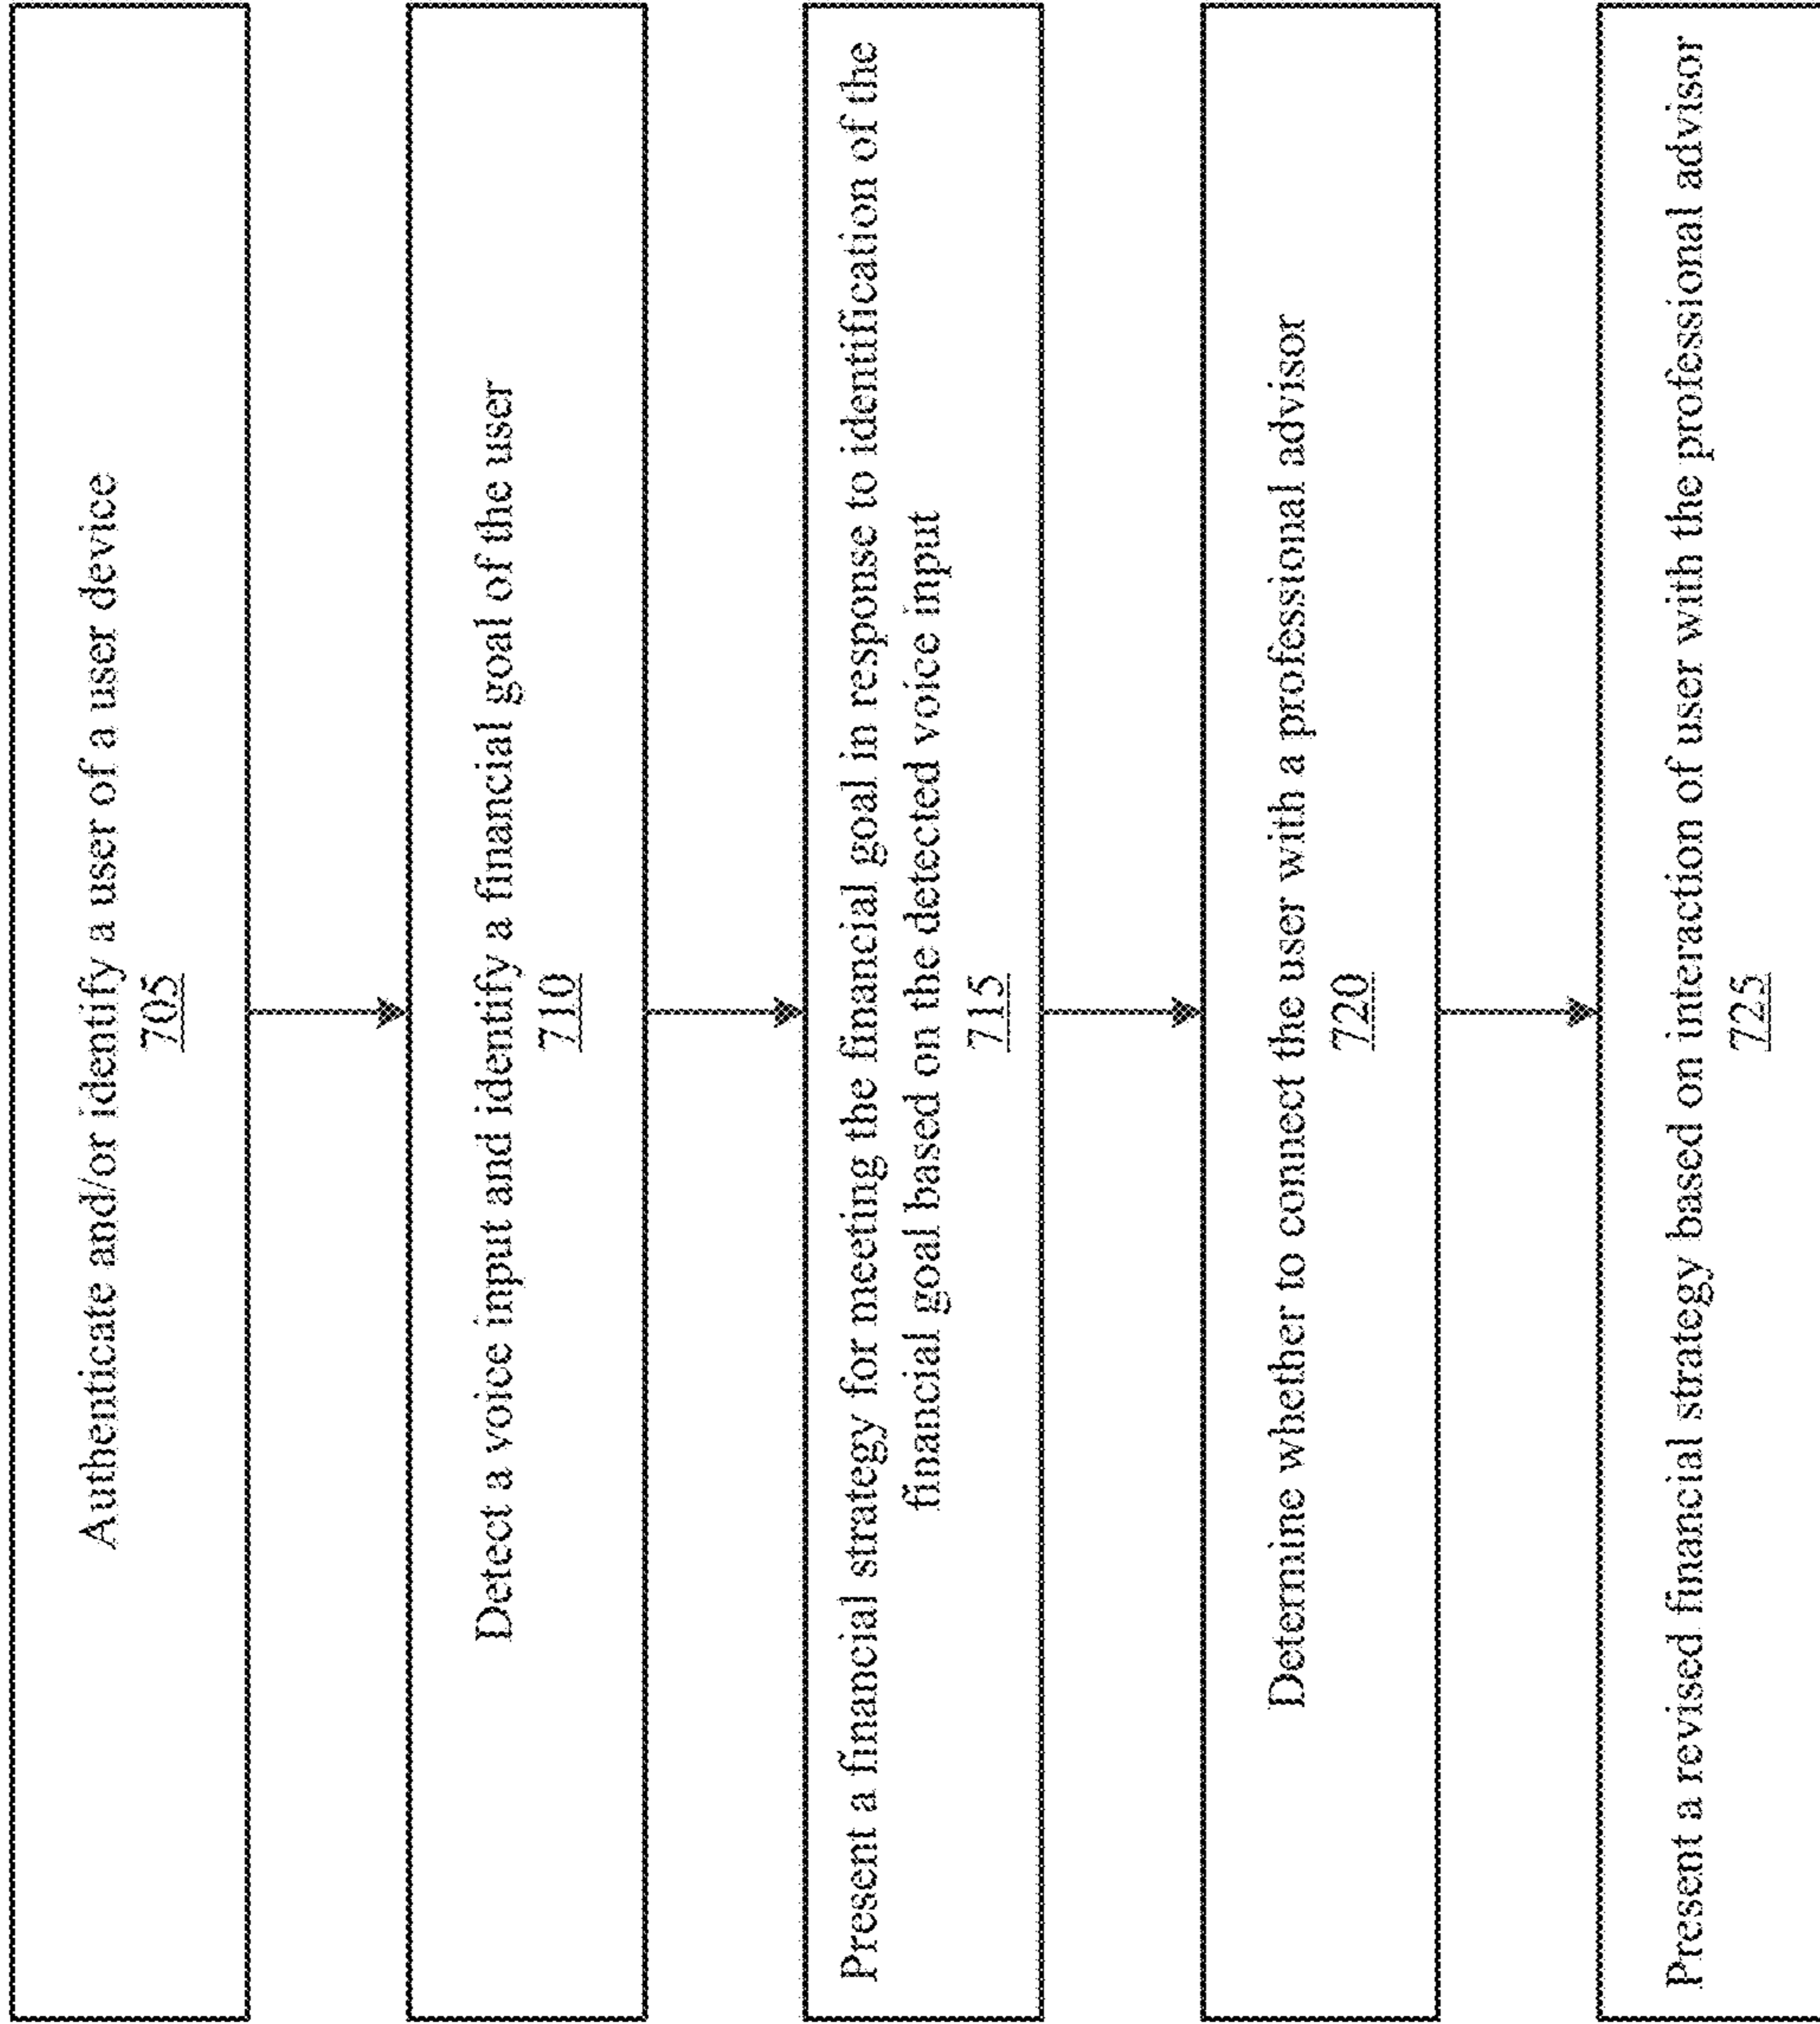 Authenticate and/or identify a user of a user device
705
Detect a voice input and identify a financial goal of the user
710
Present a financial strategy for meeting the financial goal in response to identification of the
financial goal based on the detected voice input
715
Determine whether to connect the user with a professional advisor
720
Present a revised financial strategy based on interaction of user with the professional advisor
725